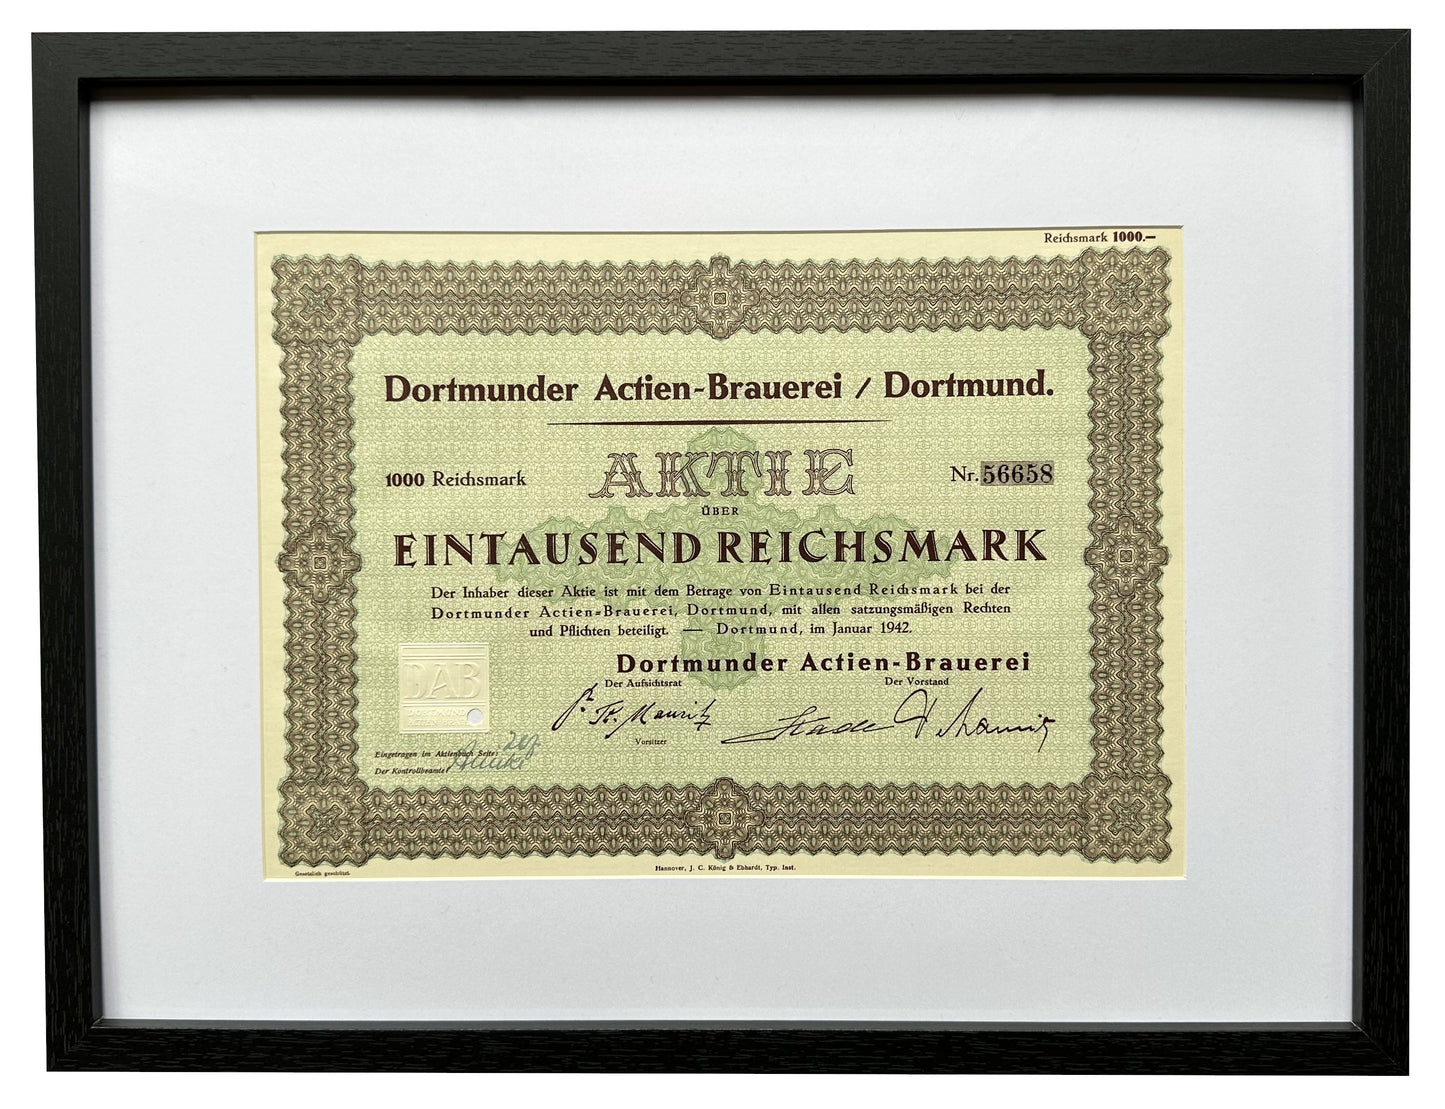 Reichsmark 1000.—
Dortmunder Actien-Brauerei / Dortmund.
1000 Reichsmark
AKTIE
Nr. 56658
ÜBER
EINTAUSEND REICHSMARK
Der Inhaber dieser Aktie ist mit dem Betrage von Eintausend Reichsmark bei der
Dortmunder Actien-Brauerei, Dortmund, mit allen satzungsmäßigen Rechten
und Pflichten beteiligt. — Dortmund, im Januar 1942.
Dortmunder Actien-Brauerei
Der Aufsichtsrat
Der Vorstand
DAB
Mauritz
Vorsitzer
Eingetragen im Aktienbuch Seite:
Der Kontrollbeamte:
Hannover, J. C. König & Ebhardt, Typ. Inst.
Gesetzlich geschützt.